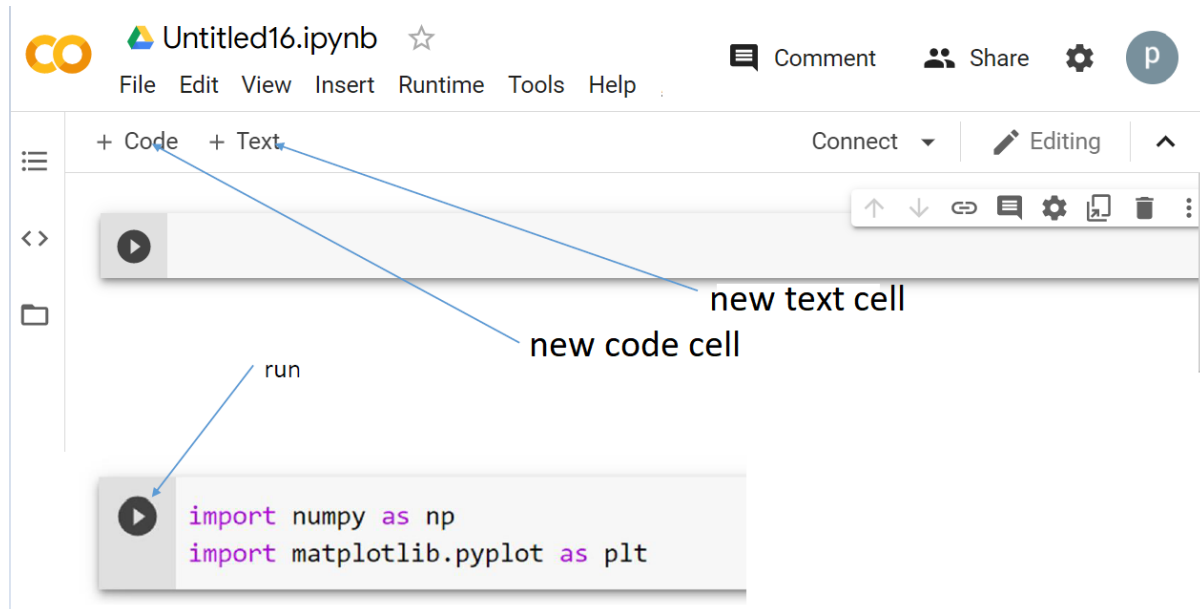 Untitled16.ipynb
File Edit View Insert Runtime Tools Help
Comment Share p
+ Code + Text
Connect Editing
new text cell
new code cell
run
import numpy as np
import matplotlib.pyplot as plt